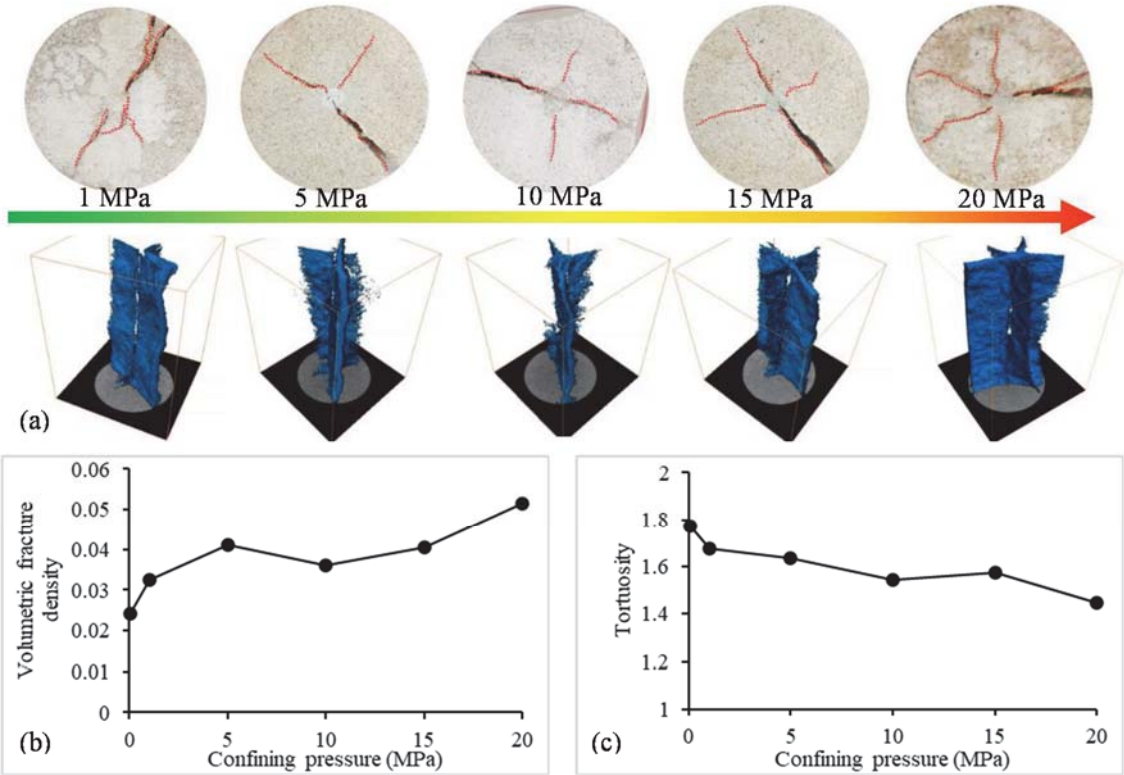 1 MPa 5 MPa 10 MPa 15 MPa 20 MPa
(a)
0.06
0.05
0.04
0.03
0.02
0.01
0
Volumetric fracture
density
0 5 10 15 20
Confining pressure (MPa)
(b)
2
1.8
1.6
1.4
1.2
1
Tortuosity
0 5 10 15 20
Confining pressure (MPa)
(c)